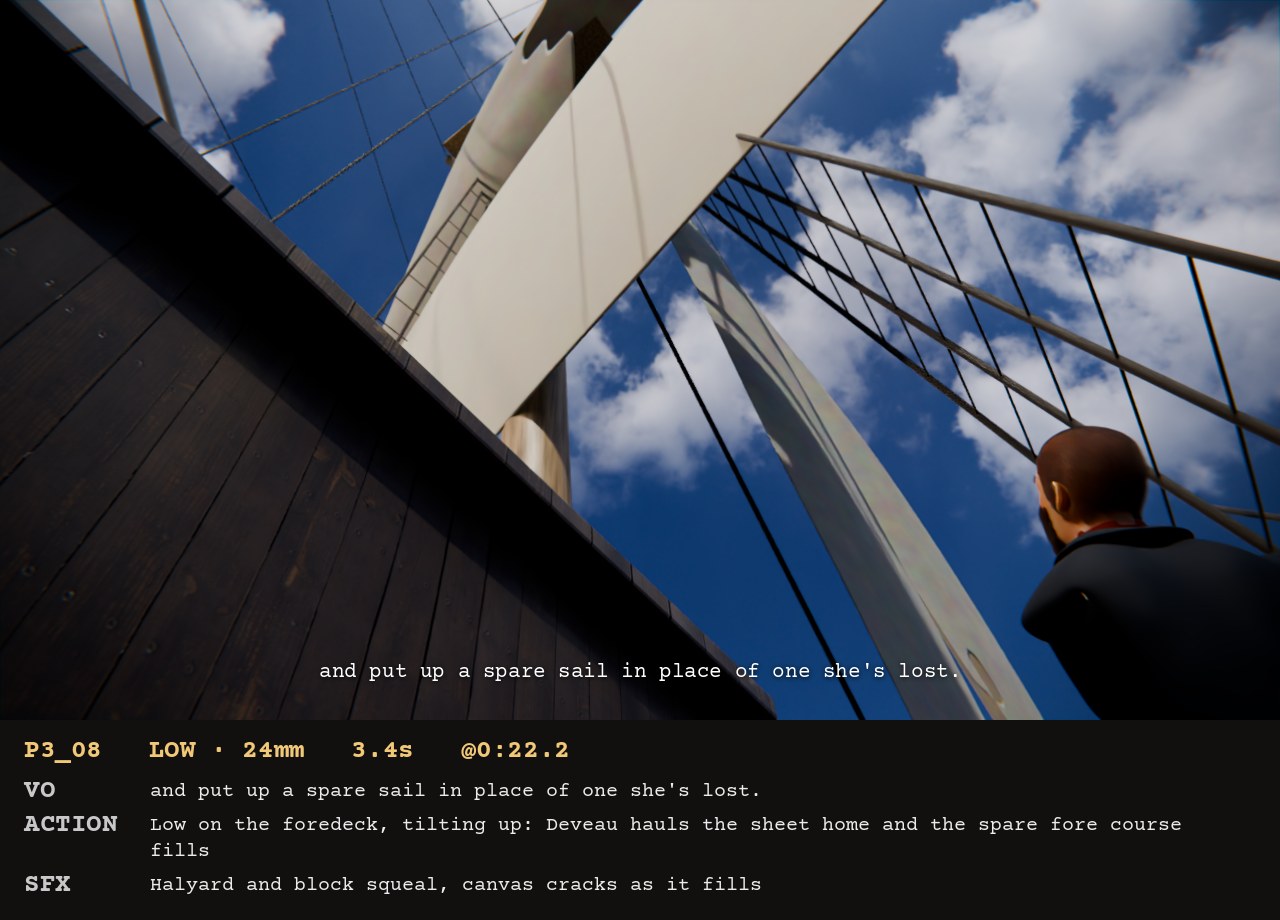 and put up a spare sail in place of one she's lost.
P3_08 LOW · 24mm 3.4s @0:22.2
VO and put up a spare sail in place of one she's lost.
ACTION Low on the foredeck, tilting up: Deveau hauls the sheet home and the spare fore course
fills
SFX Halyard and block squeal, canvas cracks as it fills